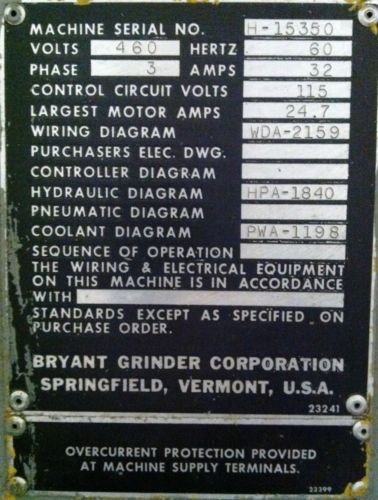 MACHINE SERIAL NO. H-15350
VOLTS 460 HERTZ 60
PHASE 3 AMPS 32
CONTROL CIRCUIT VOLTS 115
LARGEST MOTOR AMPS 24.7
WIRING DIAGRAM WDA-2159
PURCHASERS ELEC. DWG.
CONTROLLER DIAGRAM
HYDRAULIC DIAGRAM HPA-1840
PNEUMATIC DIAGRAM
COOLANT DIAGRAM PWA-1198
SEQUENCE OF OPERATION
THE WIRING & ELECTRICAL EQUIPMENT
ON THIS MACHINE IS IN ACCORDANCE
WITH
STANDARDS EXCEPT AS SPECIFIED ON
PURCHASE ORDER.
BRYANT GRINDER CORPORATION
SPRINGFIELD, VERMONT, U.S.A.
23241
OVERCURRENT PROTECTION PROVIDED
AT MACHINE SUPPLY TERMINALS.
23399